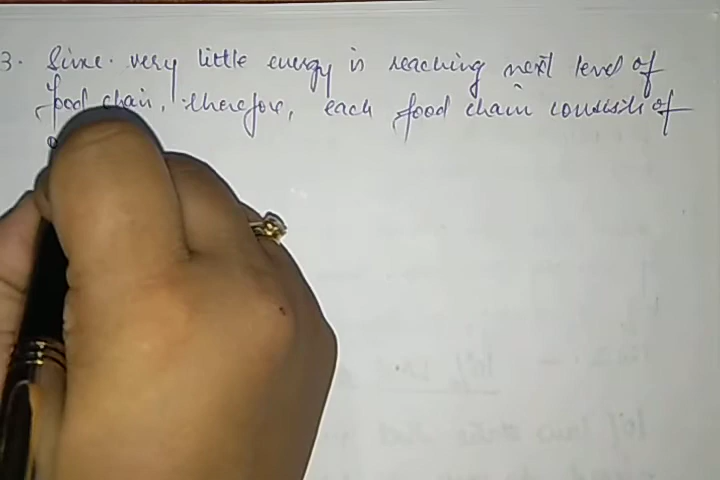 3. Since very little energy is reaching next level of
food chain, therefore, each food chain consists of